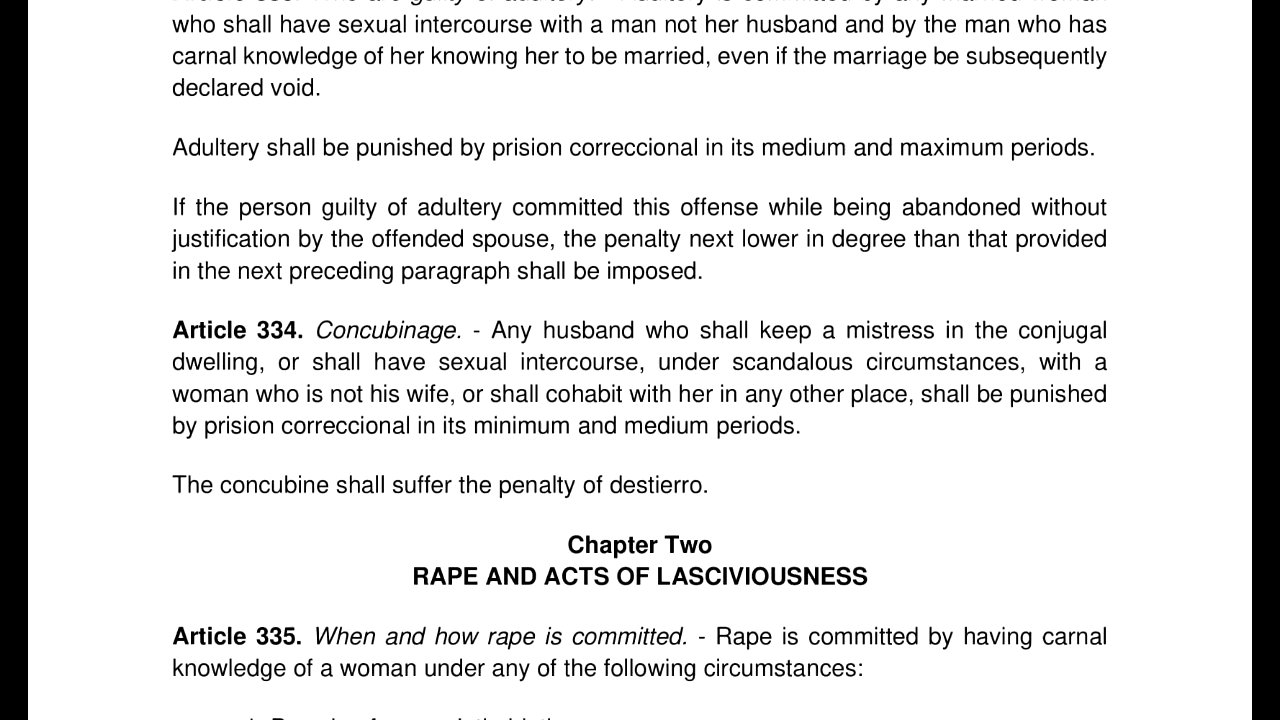 who shall have sexual intercourse with a man not her husband and by the man who has
carnal knowledge of her knowing her to be married, even if the marriage be subsequently
declared void.
Adultery shall be punished by prision correccional in its medium and maximum periods.
If the person guilty of adultery committed this offense while being abandoned without
justification by the offended spouse, the penalty next lower in degree than that provided
in the next preceding paragraph shall be imposed.
Article 334. Concubinage. - Any husband who shall keep a mistress in the conjugal
dwelling, or shall have sexual intercourse, under scandalous circumstances, with a
woman who is not his wife, or shall cohabit with her in any other place, shall be punished
by prision correccional in its minimum and medium periods.
The concubine shall suffer the penalty of destierro.
Chapter Two
RAPE AND ACTS OF LASCIVIOUSNESS
Article 335. When and how rape is committed. - Rape is committed by having carnal
knowledge of a woman under any of the following circumstances: